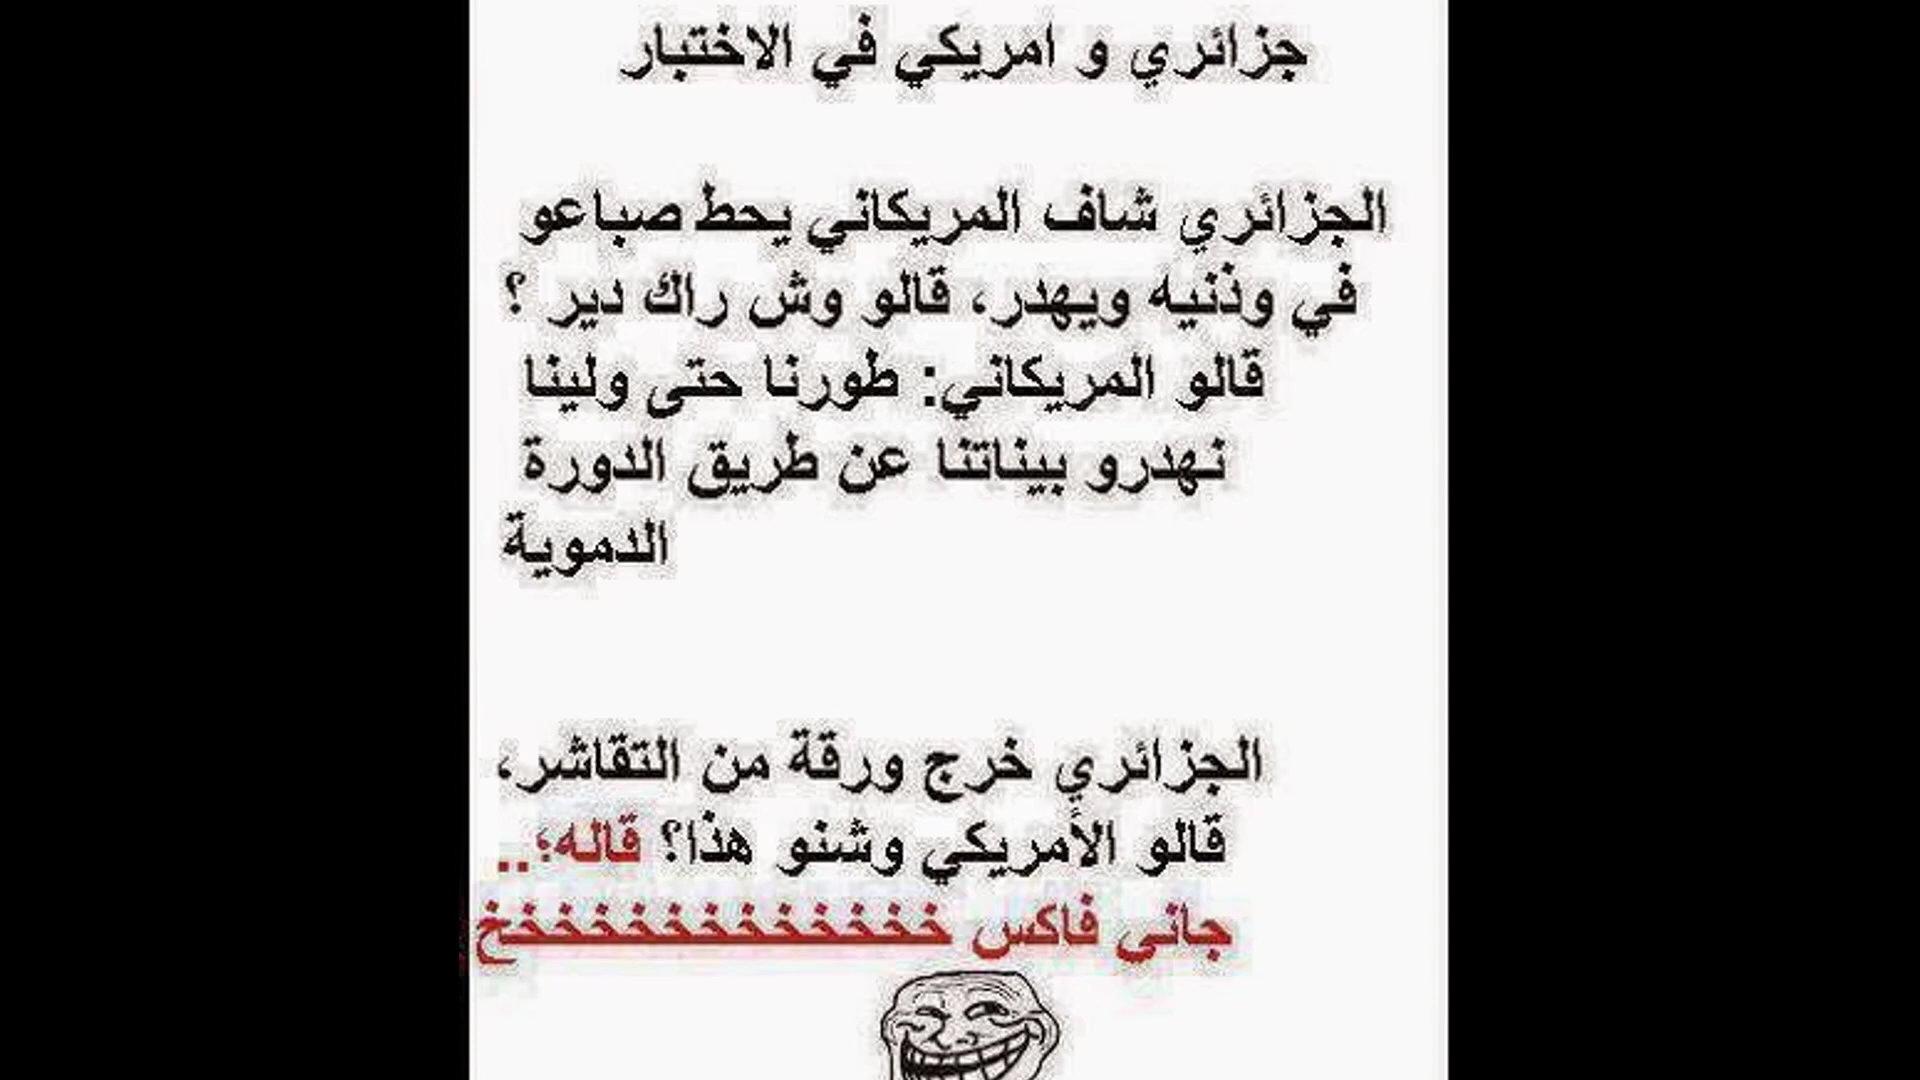 جزائري و امريكي في الاختبار
الجزائري شاف المريكاني يحط صباعو
في وذنيه ويهدر، قالو وش راك دير ؟
قالو المريكاني: طورنا حتى ولينا
نهدرو بيناتنا عن طريق الدورة
الدموية
الجزائري خرج ورقة من التقاشر،
قالو الأمريكي وشنو هذا؟ قاله؛..
جاني فاكس خخخخخخخخخخخخخخ